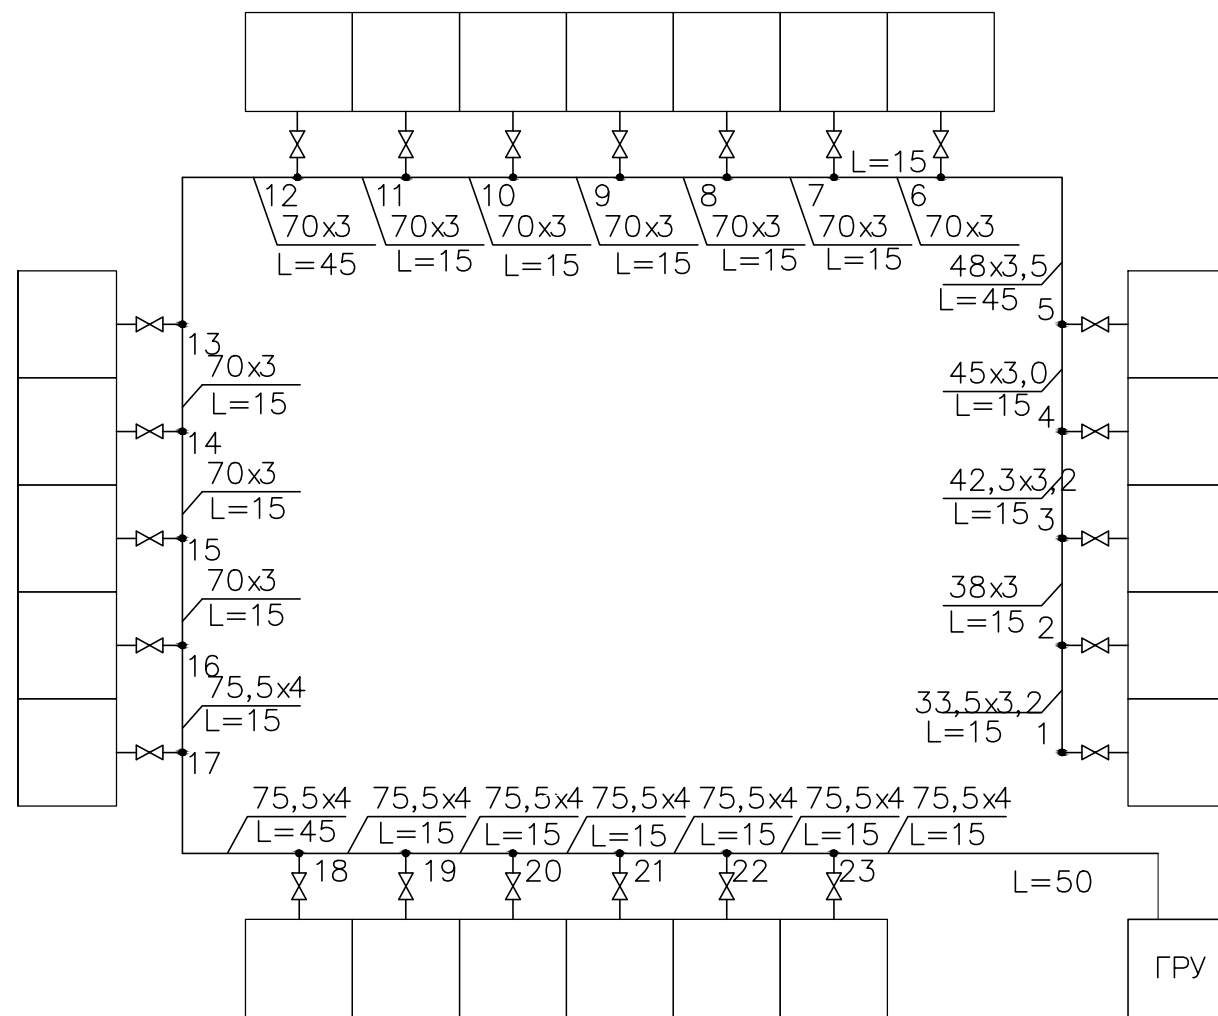 L=15
12 11 10 9 8 7 6
70x3 70x3 70x3 70x3 70x3 70x3 70x3
L=45 L=15 L=15 L=15 L=15 L=15
48x3,5
L=45 5
13
70x3
L=15
45x3,0
L=15 4
14
70x3
L=15
42,3x3,2
L=15 3
15
70x3
L=15
38x3
L=15 2
16
75,5x4
L=15
33,5x3,2
L=15 1
17
75,5x4 75,5x4 75,5x4 75,5x4 75,5x4 75,5x4 75,5x4
L=45 L=15 L=15 L=15 L=15 L=15 L=15
18 19 20 21 22 23
L=50
ГРУ